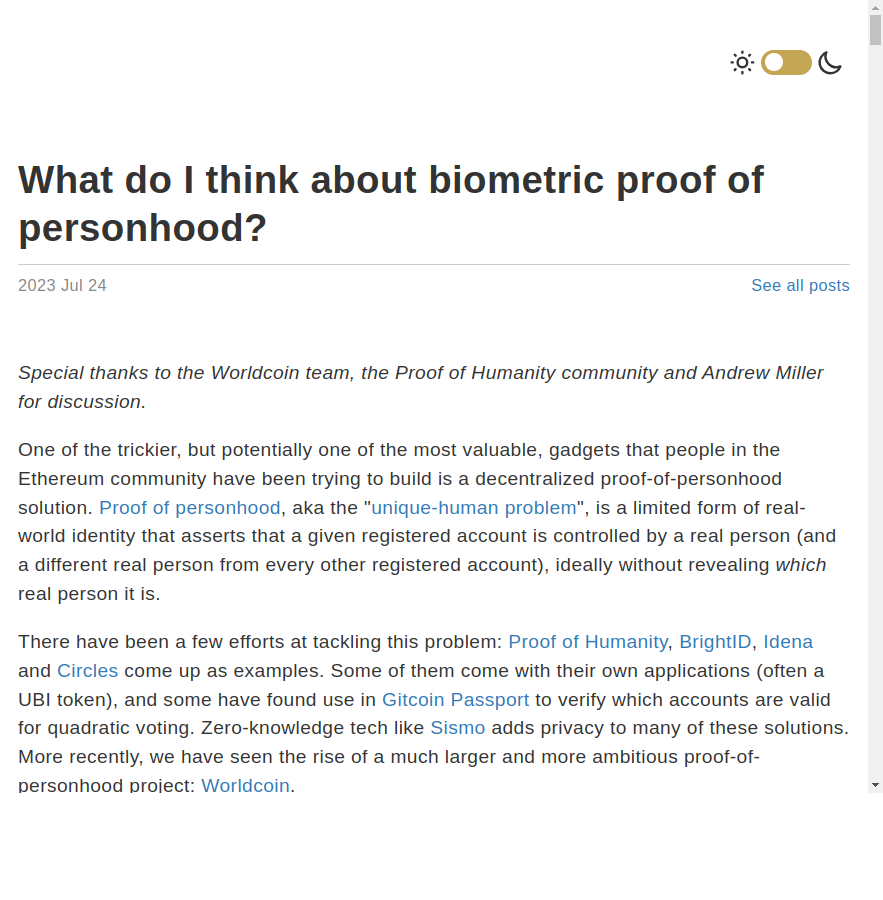 What do I think about biometric proof of
personhood?
2023 Jul 24
See all posts
Special thanks to the Worldcoin team, the Proof of Humanity community and Andrew Miller
for discussion.
One of the trickier, but potentially one of the most valuable, gadgets that people in the
Ethereum community have been trying to build is a decentralized proof-of-personhood
solution. Proof of personhood, aka the "unique-human problem", is a limited form of real-
world identity that asserts that a given registered account is controlled by a real person (and
a different real person from every other registered account), ideally without revealing which
real person it is.
There have been a few efforts at tackling this problem: Proof of Humanity, BrightID, Idena
and Circles come up as examples. Some of them come with their own applications (often a
UBI token), and some have found use in Gitcoin Passport to verify which accounts are valid
for quadratic voting. Zero-knowledge tech like Sismo adds privacy to many of these solutions.
More recently, we have seen the rise of a much larger and more ambitious proof-of-
personhood project: Worldcoin.